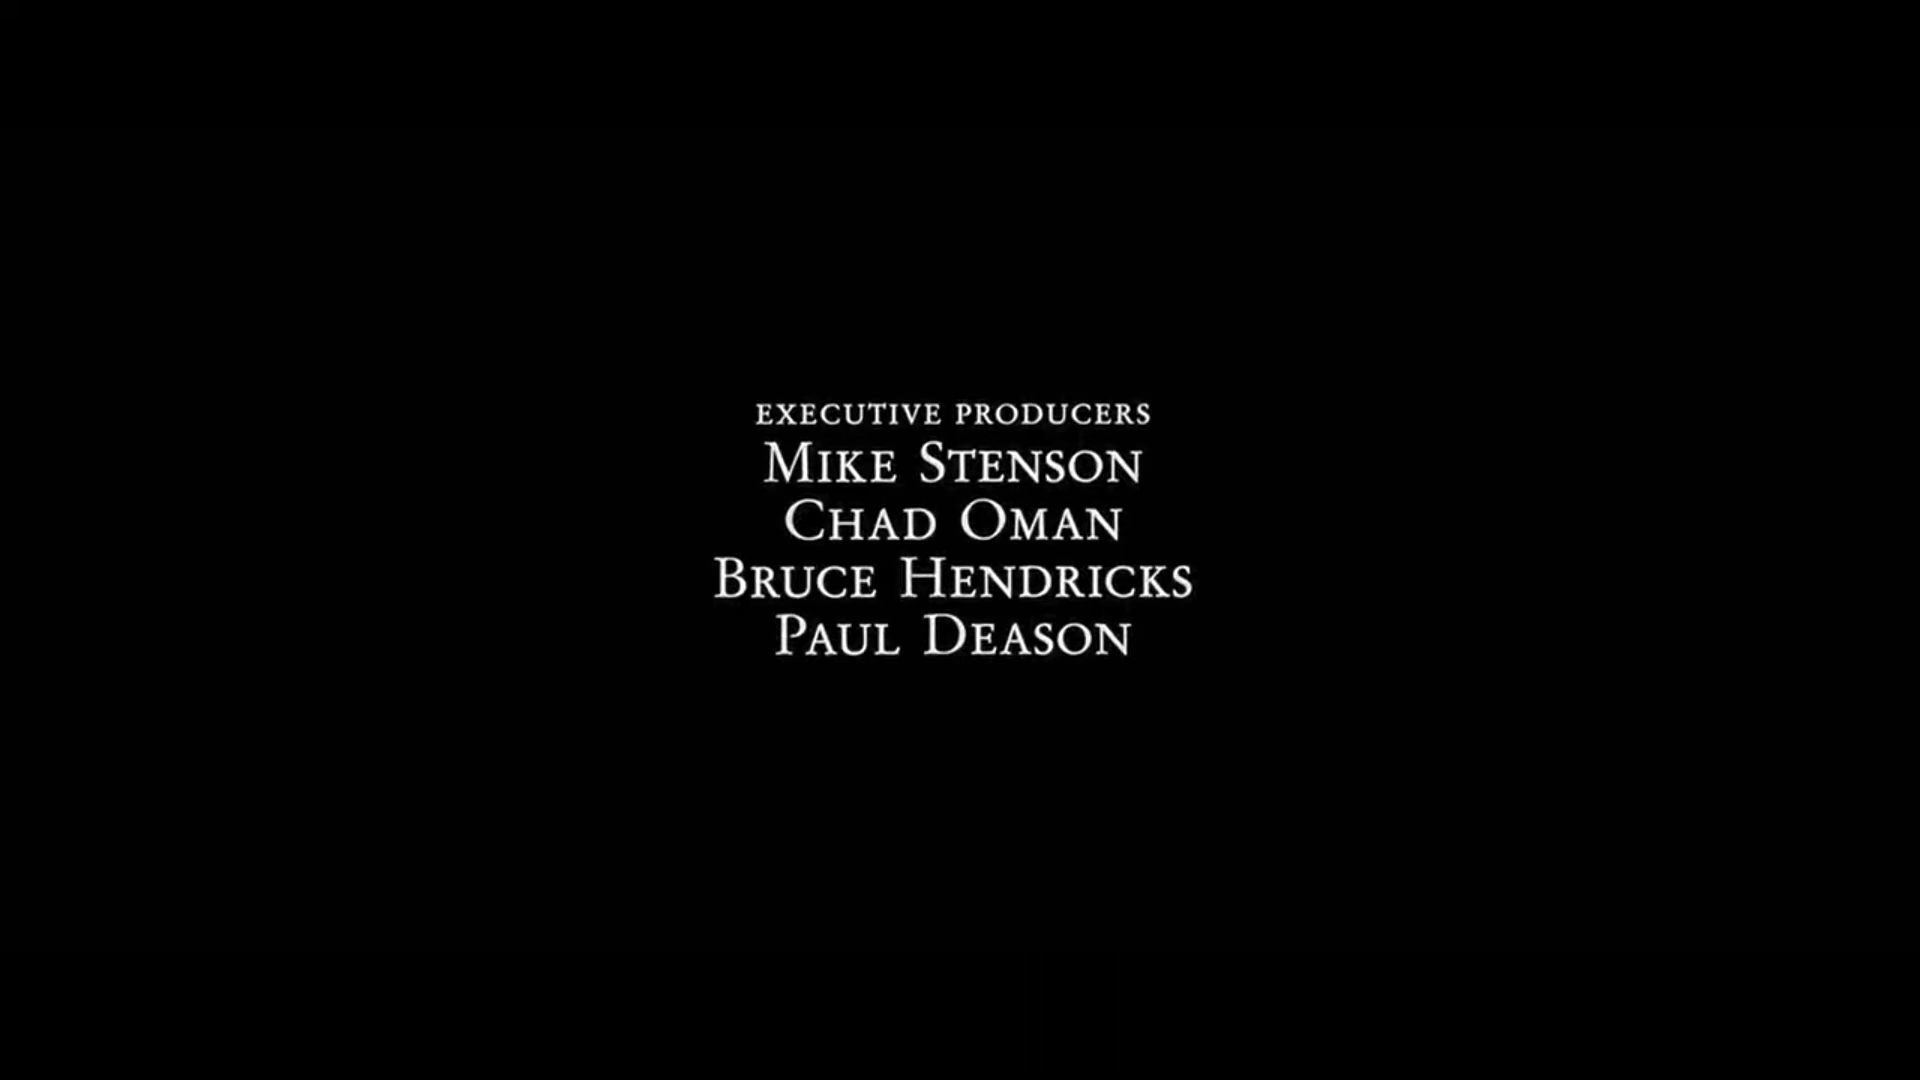 EXECUTIVE PRODUCERS
MIKE STENSON
CHAD OMAN
BRUCE HENDRICKS
PAUL DEASON